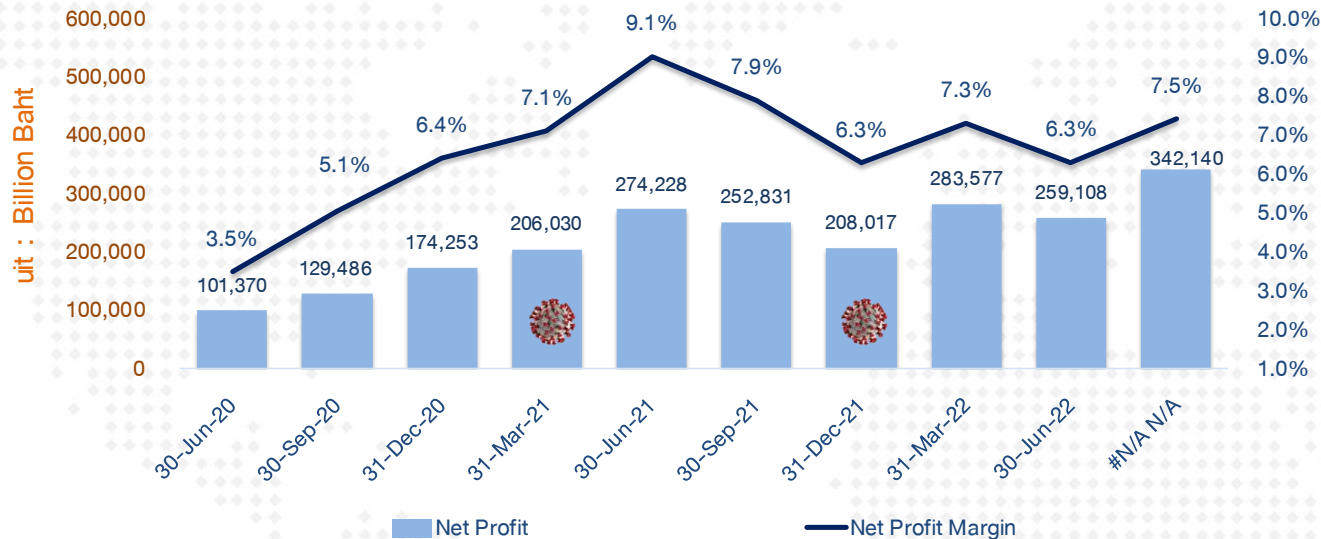 uit : Billion Baht
600,000
500,000
400,000
300,000
200,000
100,000
0
10.0%
9.0%
8.0%
7.0%
6.0%
5.0%
4.0%
3.0%
2.0%
1.0%
3.5%
5.1%
6.4%
7.1%
9.1%
7.9%
6.3%
7.3%
6.3%
7.5%
101,370
129,486
174,253
206,030
274,228
252,831
208,017
283,577
259,108
342,140
30-Jun-20
30-Sep-20
31-Dec-20
31-Mar-21
30-Jun-21
30-Sep-21
31-Dec-21
31-Mar-22
30-Jun-22
#N/A N/A
Net Profit
Net Profit Margin